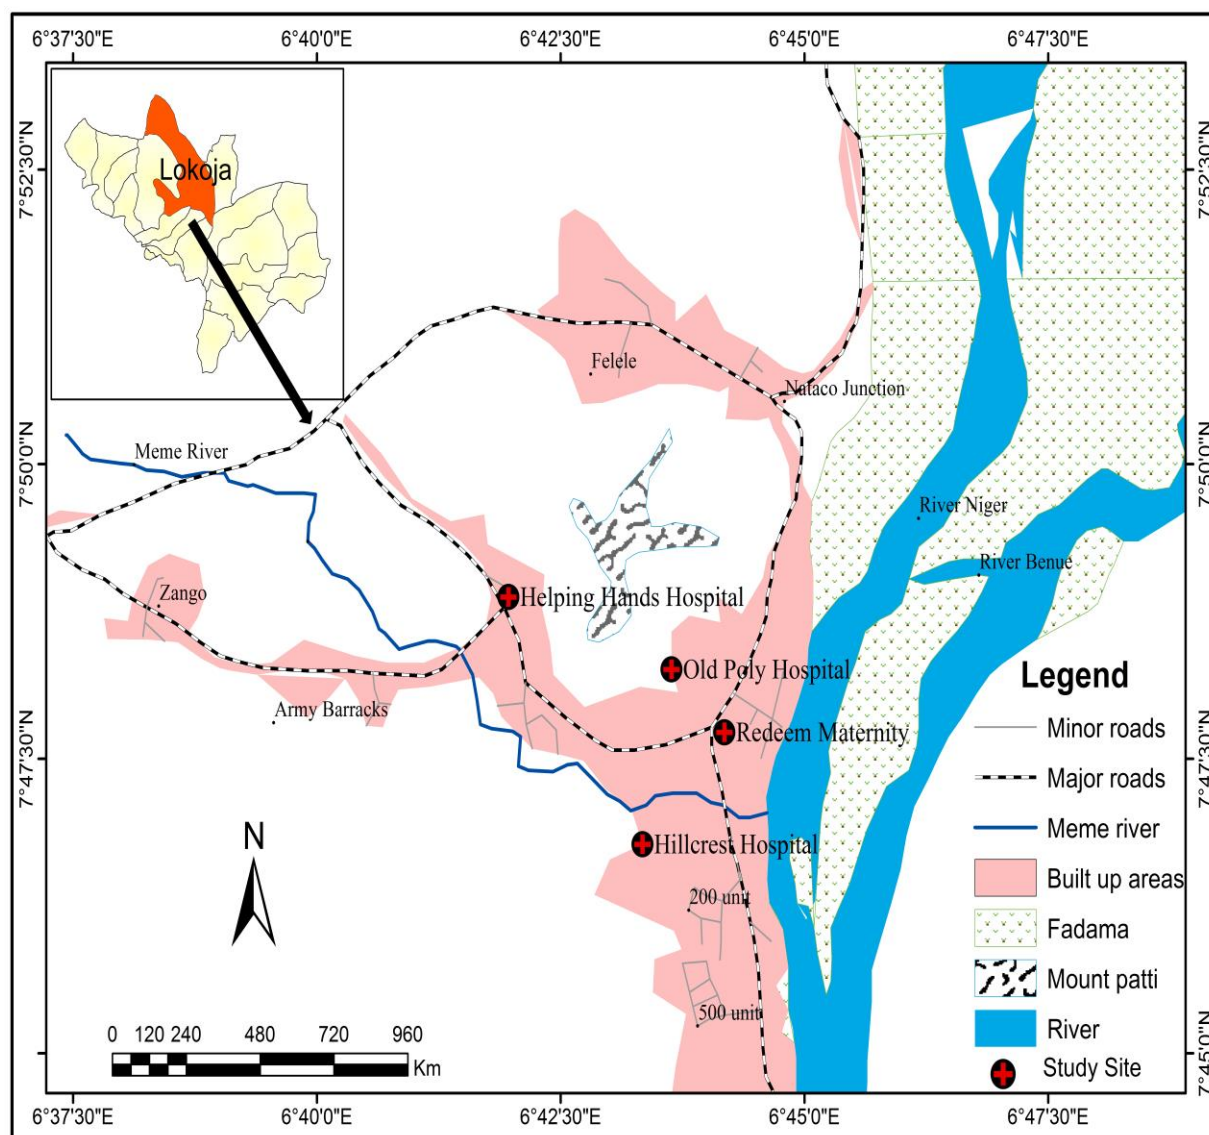 6°37'30"E 6°40'0"E 6°42'30"E 6°45'0"E 6°47'30"E
7°52'30"N
7°52'30"N
Lokoja
Felele
Nataco Junction
Meme River
7°50'0"N
7°50'0"N
River Niger
River Benue
Zango
Helping Hands Hospital
Old Poly Hospital
Army Barracks
Redeem Maternity
7°47'30"N
7°47'30"N
Hillcrest Hospital
200 unit
500 unit
N
0 120 240 480 720 960
Km
7°45'0"N
7°45'0"N
Legend
Minor roads
Major roads
Meme river
Built up areas
Fadama
Mount patti
River
Study Site
6°37'30"E 6°40'0"E 6°42'30"E 6°45'0"E 6°47'30"E